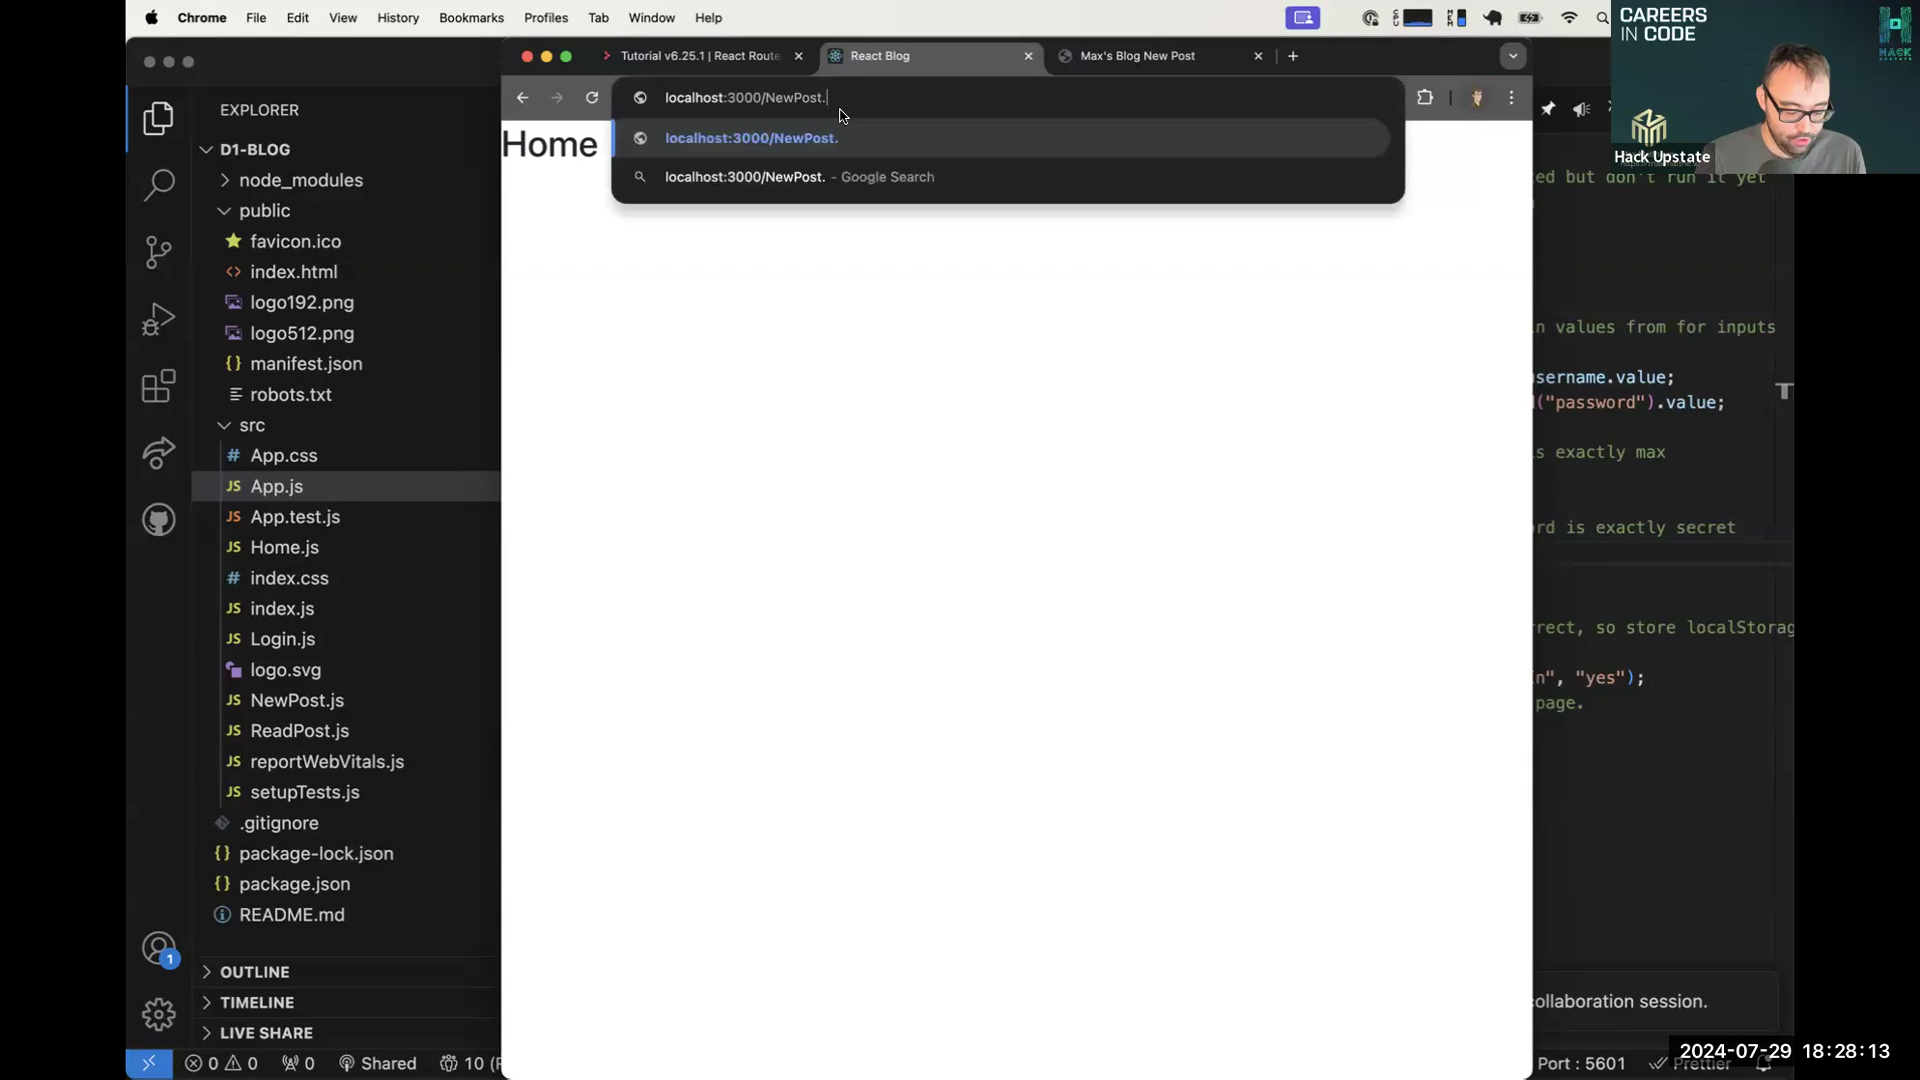 Chrome File Edit View History Bookmarks Profiles Tab Window Help
CAREERS
IN CODE
HACK
UPSTATE
Hack Upstate
Tutorial v6.25.1 | React Route
React Blog
Max's Blog New Post
localhost:3000/NewPost.
localhost:3000/NewPost.
localhost:3000/NewPost. - Google Search
Home
EXPLORER
D1-BLOG
node_modules
public
favicon.ico
index.html
logo192.png
logo512.png
manifest.json
robots.txt
src
App.css
App.js
App.test.js
Home.js
index.css
index.js
Login.js
logo.svg
NewPost.js
ReadPost.js
reportWebVitals.js
setupTests.js
.gitignore
package-lock.json
package.json
README.md
1
OUTLINE
TIMELINE
LIVE SHARE
0 0 0 Shared 10 (R
ed but don't run it yet
n values from for inputs
sername.value;
d("password").value;
s exactly max
rd is exactly secret
rrect, so store localStorag
n", "yes");
page.
ollaboration session.
Port : 5601 Prettier
2024-07-29 18:28:13